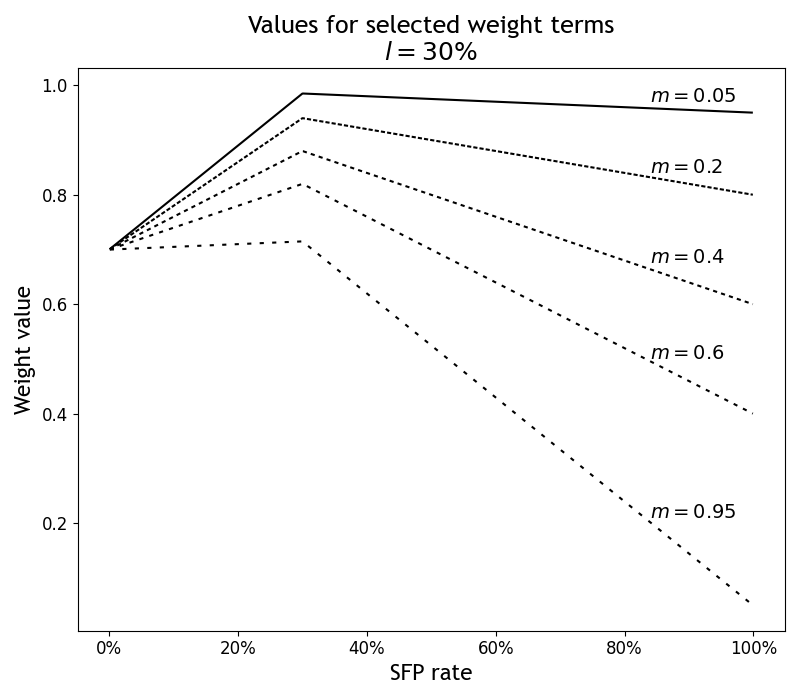 Values for selected weight terms
l = 30%
1.0
0.8
0.6
0.4
0.2
Weight value
m = 0.05
m = 0.2
m = 0.4
m = 0.6
m = 0.95
0% 20% 40% 60% 80% 100%
SFP rate